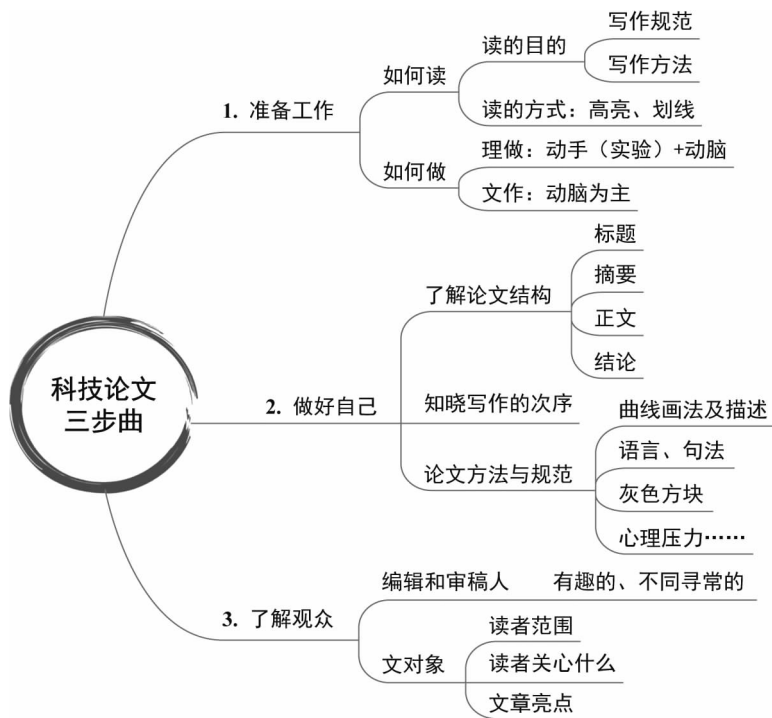 科技论文
三步曲
1. 准备工作
如何读
读的目的
写作规范
写作方法
读的方式：高亮、划线
如何做
理做：动手（实验）+动脑
文作：动脑为主
2. 做好自己
了解论文结构
标题
摘要
正文
结论
知晓写作的次序
论文方法与规范
曲线画法及描述
语言、句法
灰色方块
心理压力……
3. 了解观众
编辑和审稿人
有趣的、不同寻常的
文对象
读者范围
读者关心什么
文章亮点